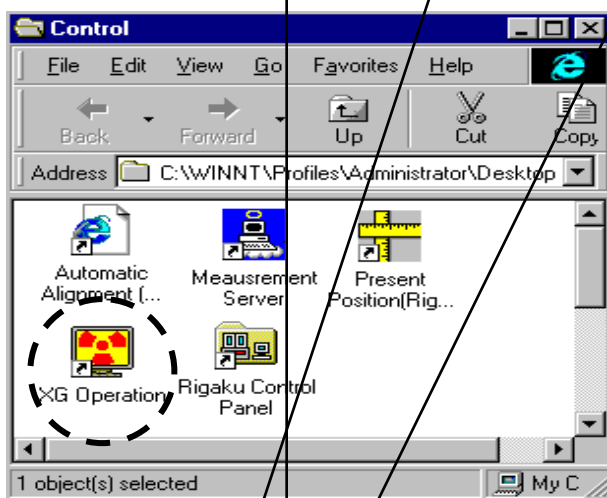 Control
File Edit View Go Favorites Help
Back Forward Up Cut Copy
Address C:\WINNT\Profiles\Administrator\Desktop
Automatic
Alignment (...
Meausrement
Server
Present
Position(Rig...
XG Operation
Rigaku Control
Panel
1 object(s) selected My C